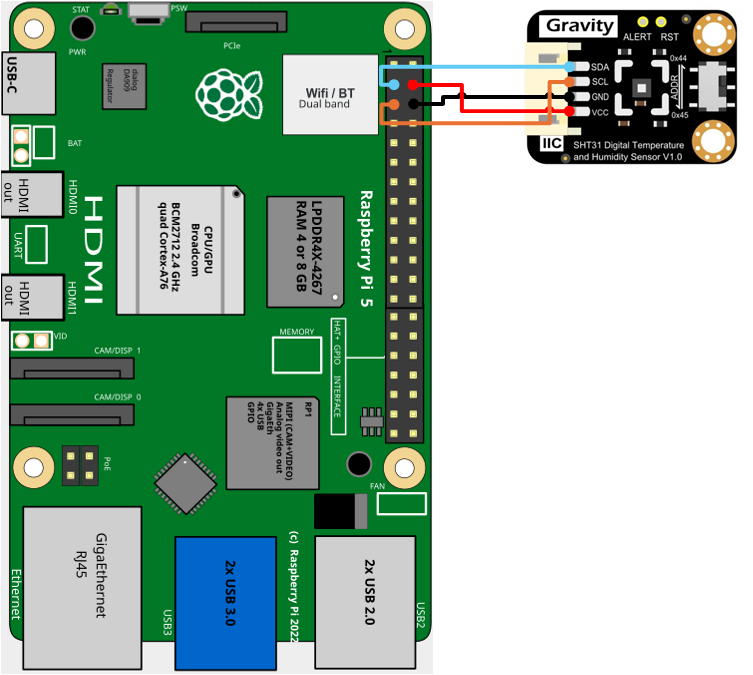 STAT
PSW
PWR
PCIe
USB-C
dialog
DA909
Regulator
Wifi / BT
Dual band
1
BAT
HDMI
out
HDMI0
UART
HDMI
HDMI
out
HDMI1
CPU/GPU
Broadcom
BCM2712 2.4 GHz
quad Cortex-A76
LPDDR4X-4267
RAM 4 or 8 GB
Raspberry Pi 5
VID
MEMORY
HAT+ GPIO INTERFACE
CAM/DISP 1
CAM/DISP 0
RP1
MIPI (CAM+VIDEO)
Analog video out
GigaEth
4x USB
GPIO
PoE
FAN
GigaEthernet
RJ45
Ethernet
2x USB 3.0
USB3
(c) Raspberry Pi 2022
2x USB 2.0
USB2
Gravity
ALERT
RST
SDA
SCL
GND
VCC
0x44
ADDR
0x45
IIC
SHT31 Digital Temperature
and Humidity Sensor V1.0